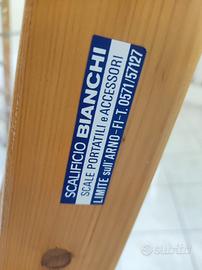 SCALIFICIO BIANCHI
SCALE PORTATILI e ACCESSORI
LIMITE sull'ARNO-FI-T.0571/57127
subito